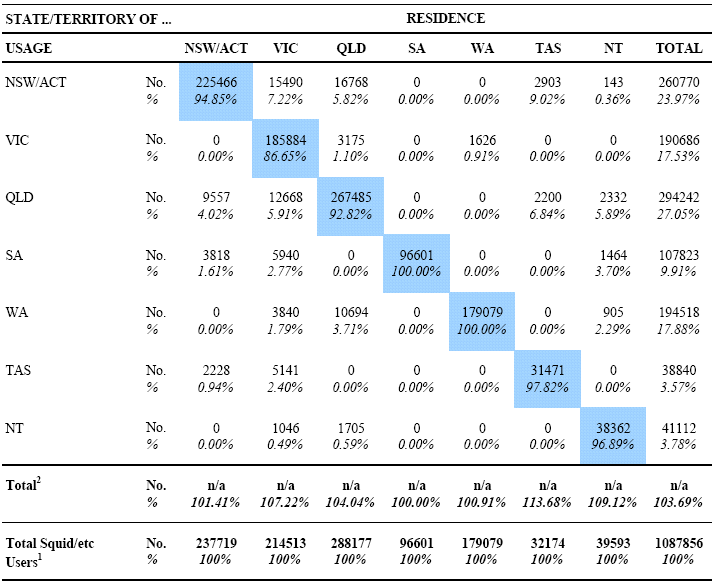 STATE/TERRITORY OF ... RESIDENCE
USAGE NSW/ACT VIC QLD SA WA TAS NT TOTAL
NSW/ACT No. 225466 15490 16768 0 0 2903 143 260770
% 94.85% 7.22% 5.82% 0.00% 0.00% 9.02% 0.36% 23.97%
VIC No. 0 185884 3175 0 1626 0 0 190686
% 0.00% 86.65% 1.10% 0.00% 0.91% 0.00% 0.00% 17.53%
QLD No. 9557 12668 267485 0 0 2200 2332 294242
% 4.02% 5.91% 92.82% 0.00% 0.00% 6.84% 5.89% 27.05%
SA No. 3818 5940 0 96601 0 0 1464 107823
% 1.61% 2.77% 0.00% 100.00% 0.00% 0.00% 3.70% 9.91%
WA No. 0 3840 10694 0 179079 0 905 194518
% 0.00% 1.79% 3.71% 0.00% 100.00% 0.00% 2.29% 17.88%
TAS No. 2228 5141 0 0 0 31471 0 38840
% 0.94% 2.40% 0.00% 0.00% 0.00% 97.82% 0.00% 3.57%
NT No. 0 1046 1705 0 0 0 38362 41112
% 0.00% 0.49% 0.59% 0.00% 0.00% 0.00% 96.89% 3.78%
Total2 No. n/a n/a n/a n/a n/a n/a n/a n/a
% 101.41% 107.22% 104.04% 100.00% 100.91% 113.68% 109.12% 103.69%
Total Squid/etc No. 237719 214513 288177 96601 179079 32174 39593 1087856
Users1 % 100% 100% 100% 100% 100% 100% 100% 100%